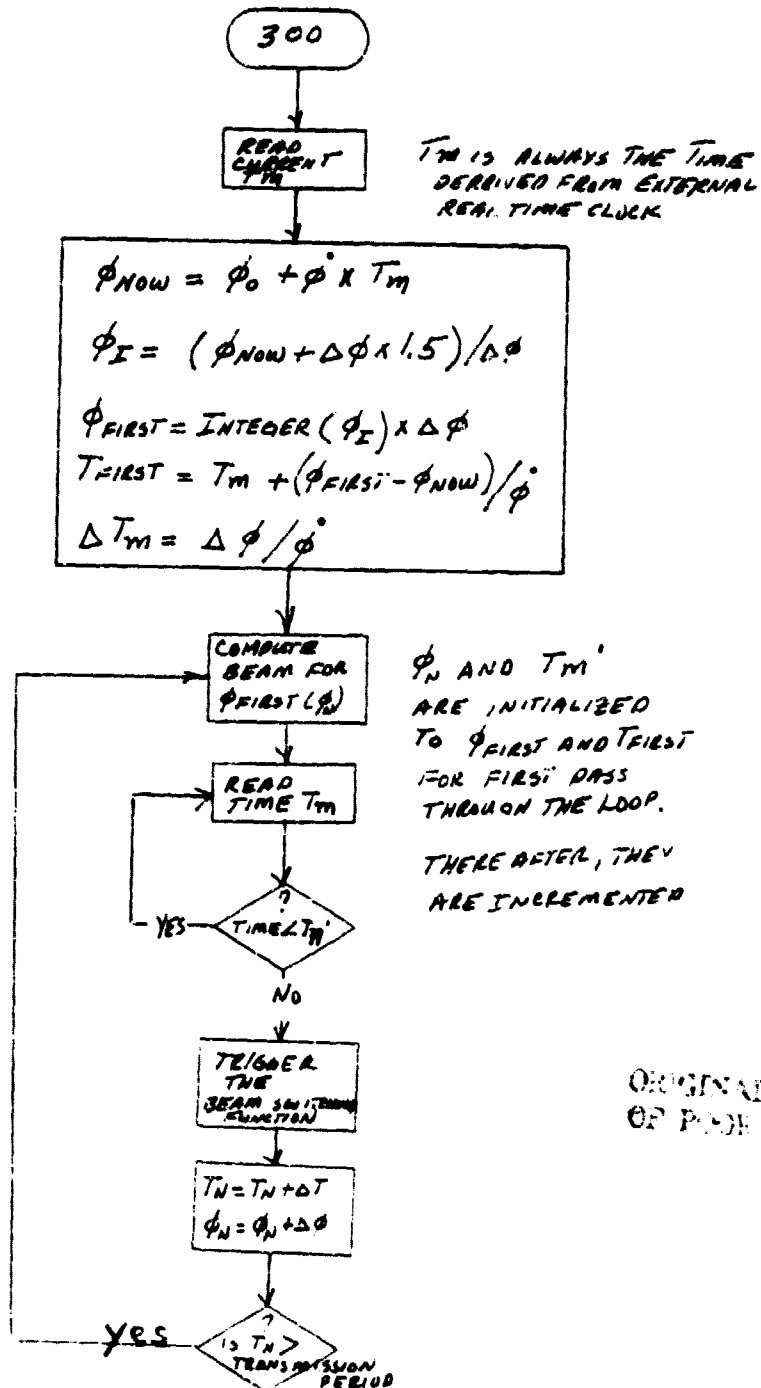 300
READ
CURRENT
TM
TM IS ALWAYS THE TIME
DERRIVED FROM EXTERNAL
REAL TIME CLOCK
φNOW = φ0 + φ̇ x Tm
φI = (φNOW + Δφ x 1.5)/Δφ
φFIRST = INTEGER (φI) x Δφ
TFIRST = Tm + (φFIRST - φNOW)/φ̇
ΔTm = Δφ/φ̇
COMPLETE
BEAM FOR
φFIRST (φN)
φN AND TM'
ARE INITIALIZED
TO φFIRST AND TFIRST
FOR FIRST PASS
THROUGH THE LOOP.
THEREAFTER, THEY
ARE INCREMENTED
READ
TIME Tm
?
TIME < TM'
YES
NO
TRIGGER
THE
BEAM SWITCHING
FUNCTION
TN = TN + ΔT
φN = φN + Δφ
?
IS TN >
TRANSMISSION
PERIOD
yes
ORIGINAL
OF POOR